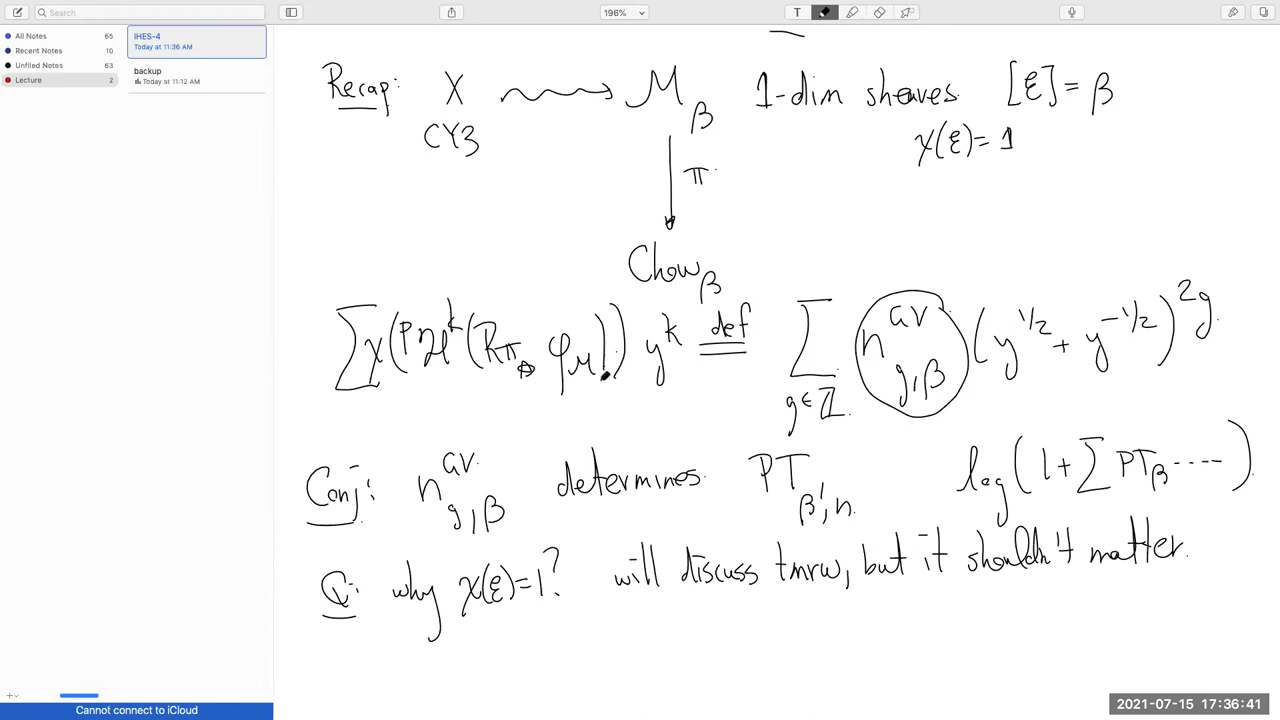 Search
196%
T
All Notes 65
Recent Notes 10
Unfiled Notes 63
Lecture 2
IHES-4
Today at 11:36 AM
backup
Today at 11:12 AM
Recap: X ⟿ M_β 1-dim sheaves [ℰ] = β
CY3 χ(ℰ) = 1
π
Chow_β
∑ χ(ᵖℋᵏ(Rπ_* φ_M)) yᵏ def = ∑_{g∈ℤ} n^{av}_{g,β} (y^{1/2} + y^{-1/2})^{2g}
Conj: n^{av.}_{g,β} determines PT_{β',n} log(1 + ∑ PT_β ‧‧‧‧‧)
Q: why χ(ℰ)=1? will discuss tmrw, but it shouldn't matter.
Cannot connect to iCloud
2021-07-15 17:36:41